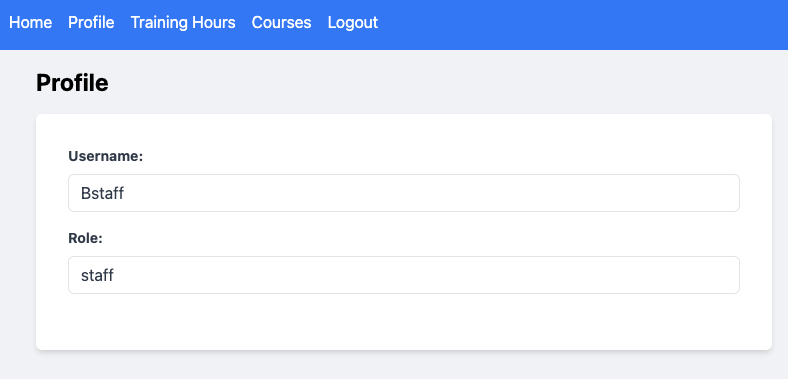 Home Profile Training Hours Courses Logout
Profile
Username:
Bstaff
Role:
staff